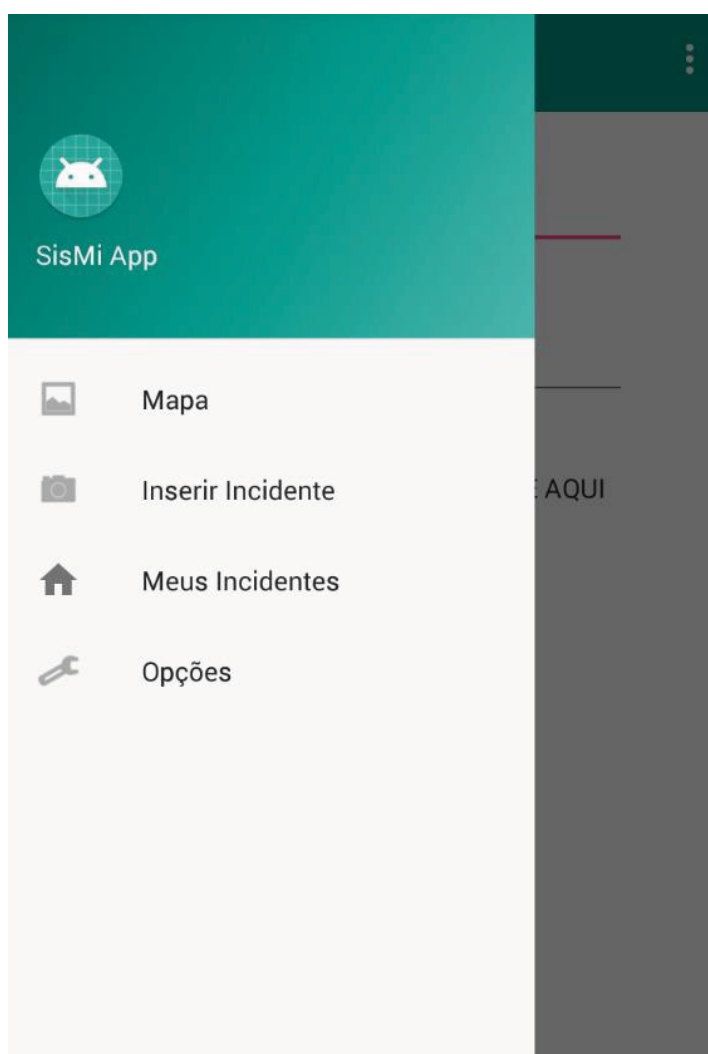 SisMi App
Mapa
Inserir Incidente
AQUI
Meus Incidentes
Opções